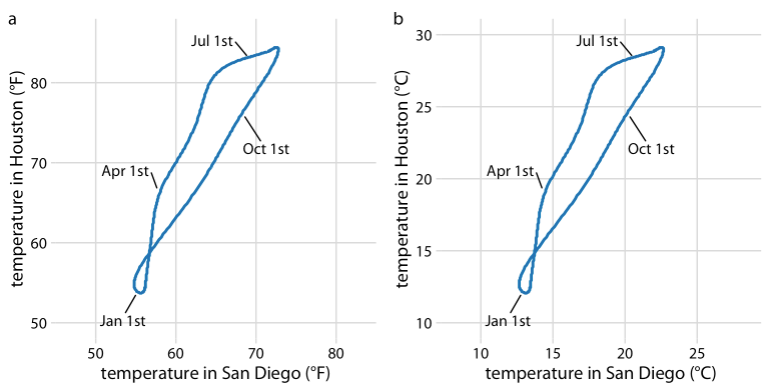 a
Jul 1st
80
Oct 1st
70
Apr 1st
60
50
Jan 1st
50 60 70 80
temperature in San Diego (°F)
temperature in Houston (°F)
b
30
Jul 1st
25
Oct 1st
20
Apr 1st
15
10
Jan 1st
10 15 20 25
temperature in San Diego (°C)
temperature in Houston (°C)